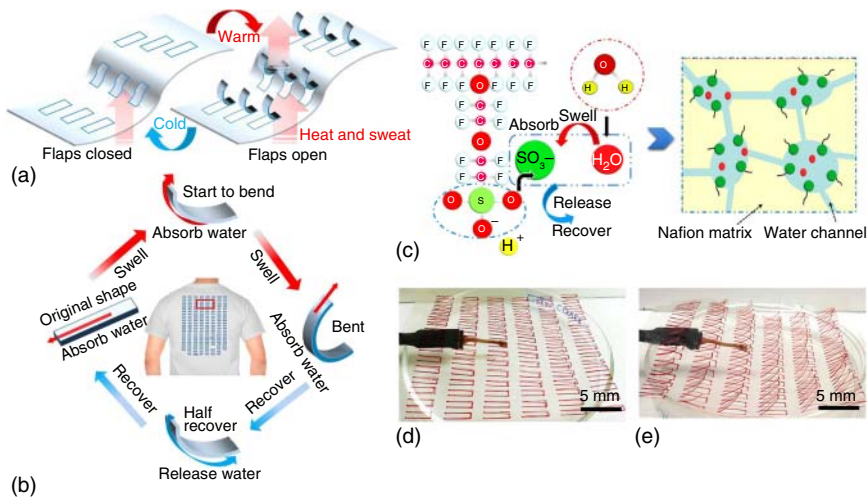 Warm
Cold
Heat and sweat
Flaps closed
Flaps open
(a)
Start to bend
Absorb water
Swell
Swell
Original shape
Absorb water
Bent
Absorb water
Recover
Recover
Half
recover
Release water
(b)
F F F F F F F
C C C C C C C
F F F F F F
O
F C F
F C F
O
F C F
F C F
O S O
O −
H+
O
H H
Swell
Absorb
SO3−
H2O
Release
Recover
Nafion matrix
Water channel
(c)
5 mm
(d)
5 mm
(e)